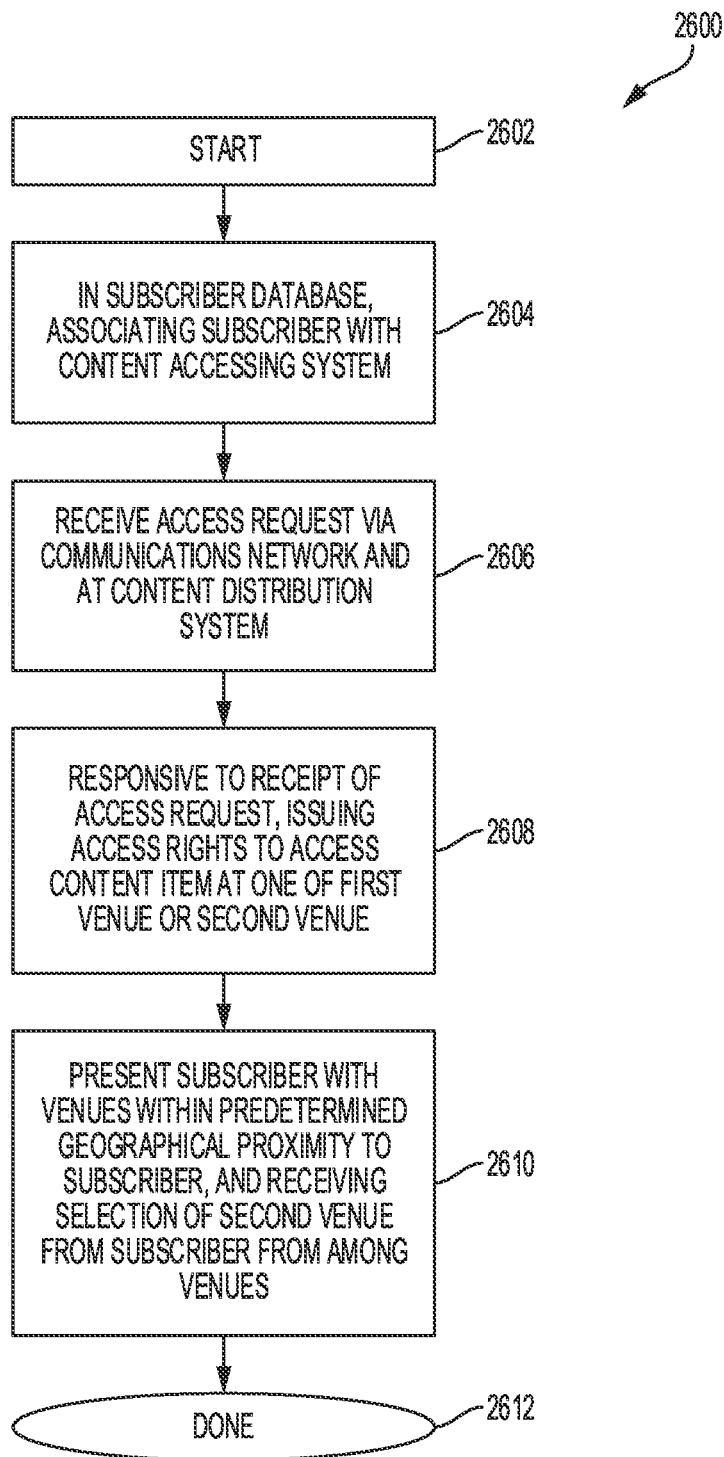 2600
START
2602
IN SUBSCRIBER DATABASE,
ASSOCIATING SUBSCRIBER WITH
CONTENT ACCESSING SYSTEM
2604
RECEIVE ACCESS REQUEST VIA
COMMUNICATIONS NETWORK AND
AT CONTENT DISTRIBUTION
SYSTEM
2606
RESPONSIVE TO RECEIPT OF
ACCESS REQUEST, ISSUING
ACCESS RIGHTS TO ACCESS
CONTENT ITEM AT ONE OF FIRST
VENUE OR SECOND VENUE
2608
PRESENT SUBSCRIBER WITH
VENUES WITHIN PREDETERMINED
GEOGRAPHICAL PROXIMITY TO
SUBSCRIBER, AND RECEIVING
SELECTION OF SECOND VENUE
FROM SUBSCRIBER FROM AMONG
VENUES
2610
DONE
2612